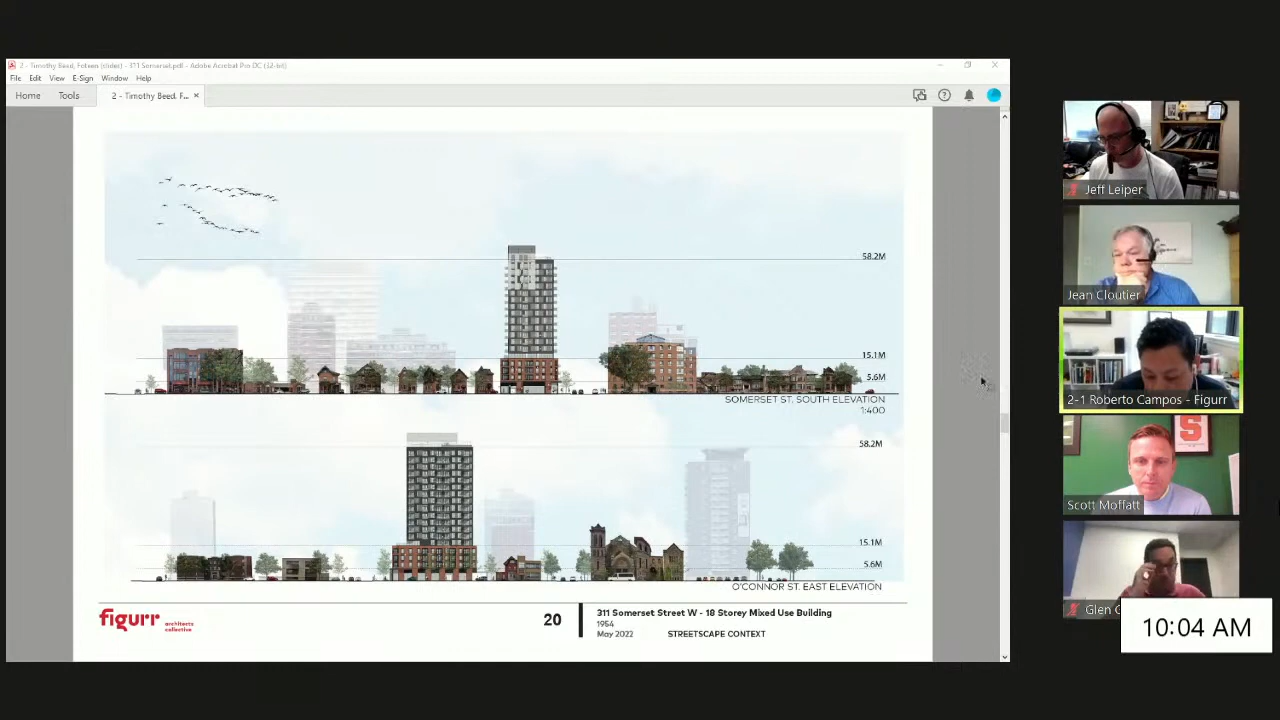 2 - Timothy Beed, Fotenn (slides) - 311 Somerset.pdf - Adobe Acrobat Pro DC (32-bit)
File Edit View E-Sign Window Help
Home Tools 2 - Timothy Beed, F... ×
58.2M
15.1M
5.6M
SOMERSET ST. SOUTH ELEVATION
1:400
58.2M
15.1M
5.6M
O'CONNOR ST. EAST ELEVATION
figurr architects collective
20
311 Somerset Street W - 18 Storey Mixed Use Building
1954
May 2022 STREETSCAPE CONTEXT
Jeff Leiper
Jean Cloutier
2-1 Roberto Campos - Figurr
Scott Moffatt
Glen
10:04 AM